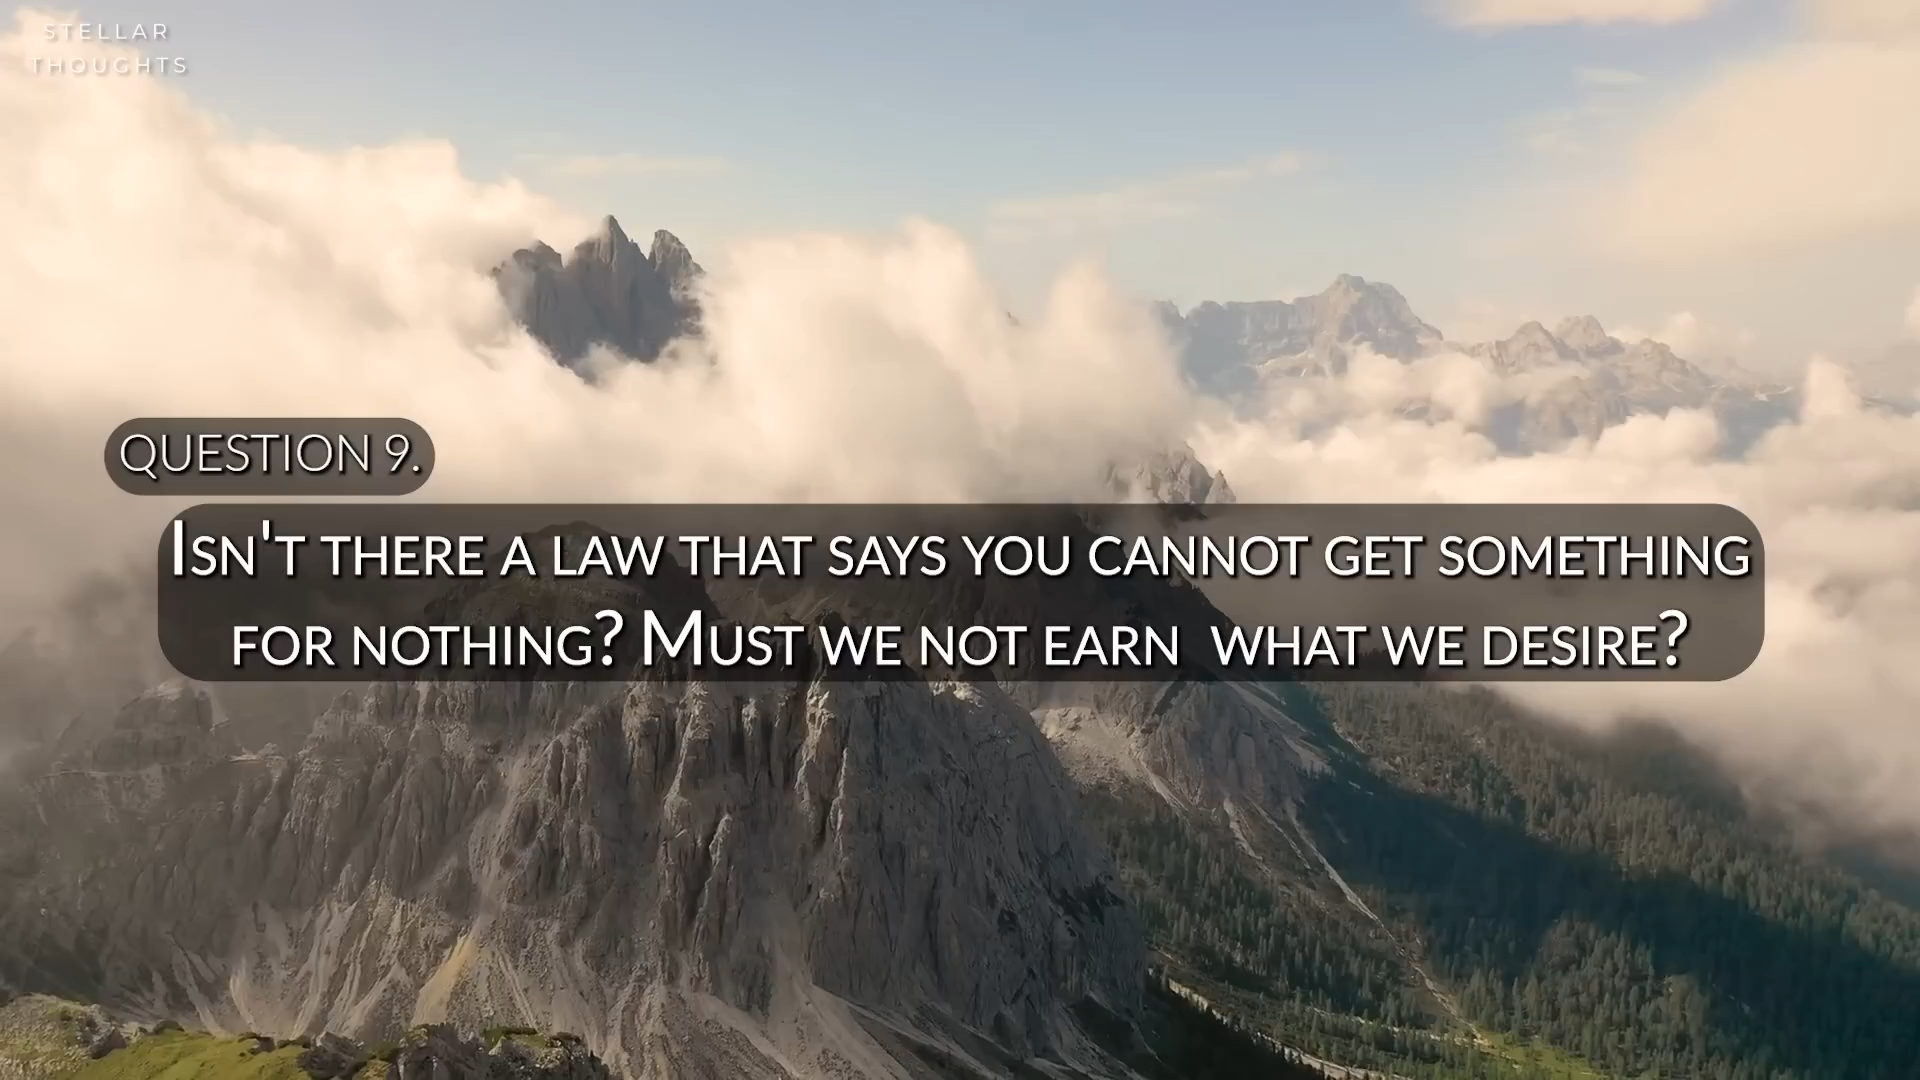 STELLAR
THOUGHTS
QUESTION 9.
ISN'T THERE A LAW THAT SAYS YOU CANNOT GET SOMETHING
FOR NOTHING? MUST WE NOT EARN WHAT WE DESIRE?